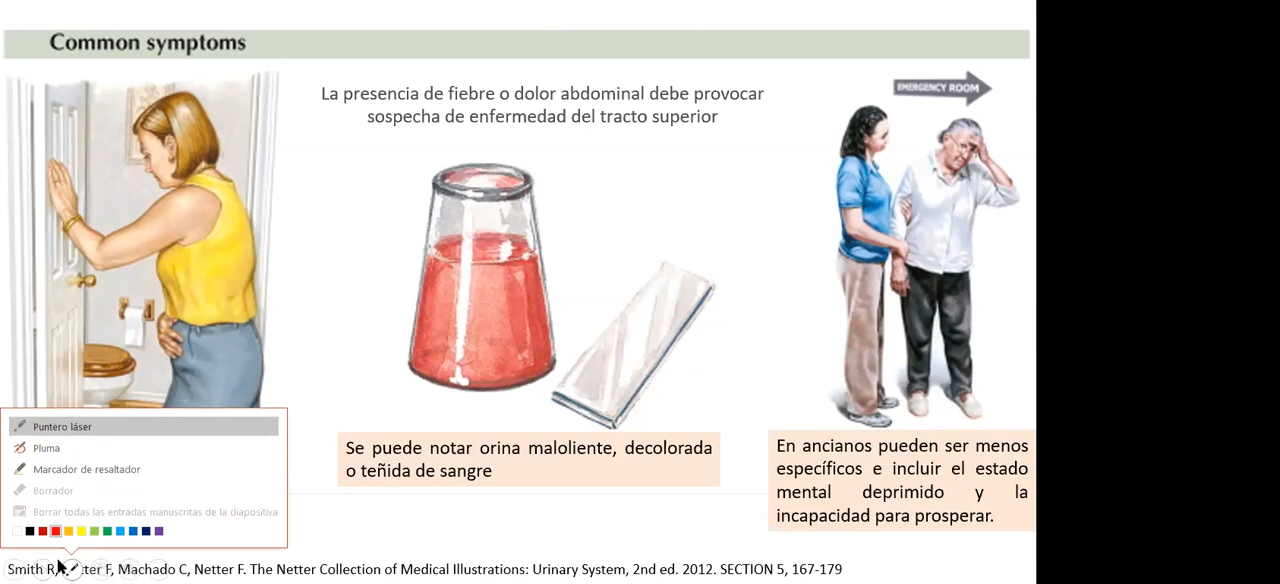 Common symptoms
La presencia de fiebre o dolor abdominal debe provocar
sospecha de enfermedad del tracto superior
EMERGENCY ROOM
Se puede notar orina maloliente, decolorada
o teñida de sangre
En ancianos pueden ser menos
específicos e incluir el estado
mental deprimido y la
incapacidad para prosperar.
Puntero láser
Pluma
Marcador de resaltador
Borrador
Borrar todas las entradas manuscritas de la diapositiva
Smith F, Machado C, Netter F. The Netter Collection of Medical Illustrations: Urinary System, 2nd ed. 2012. SECTION 5, 167-179